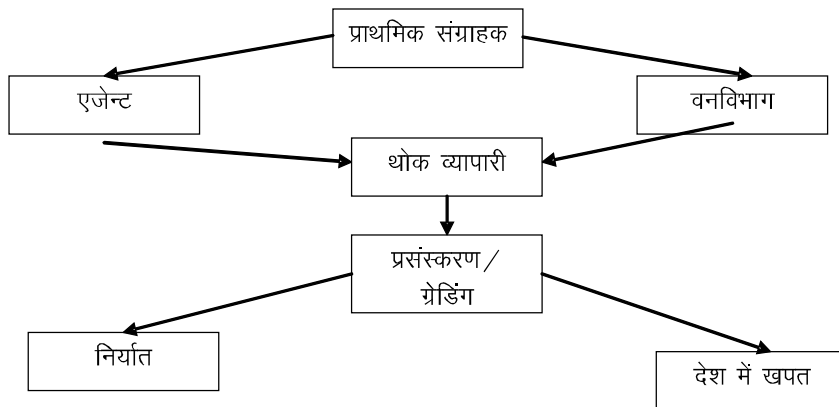 प्राथमिक संग्राहक
एजेन्ट
वनविभाग
थोक व्यापारी
प्रसंस्करण/
ग्रेडिंग
निर्यात
देश में खपत